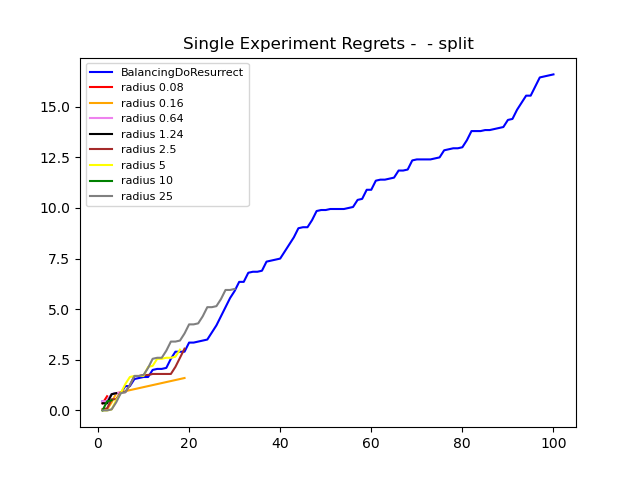 Single Experiment Regrets -  - split
BalancingDoResurrect
radius 0.08
radius 0.16
radius 0.64
radius 1.24
radius 2.5
radius 5
radius 10
radius 25
15.0
12.5
10.0
7.5
5.0
2.5
0.0
0 20 40 60 80 100